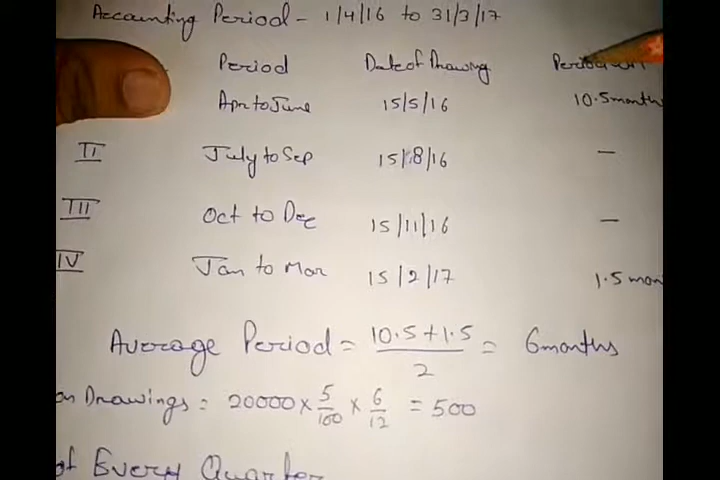 Accounting Period - 1/4/16 to 31/3/17
Period Date of Drawing
Apr to June 15/5/16 10.5 months
II July to Sep 15/8/16 —
III Oct to Dec 15/11/16 —
IV Jan to Mar 15/2/17 1.5 mon
Average Period = 10.5 + 1.5 / 2 = 6 months
on Drawings = 20000 × 5/100 × 6/12 = 500
of Every Quarter